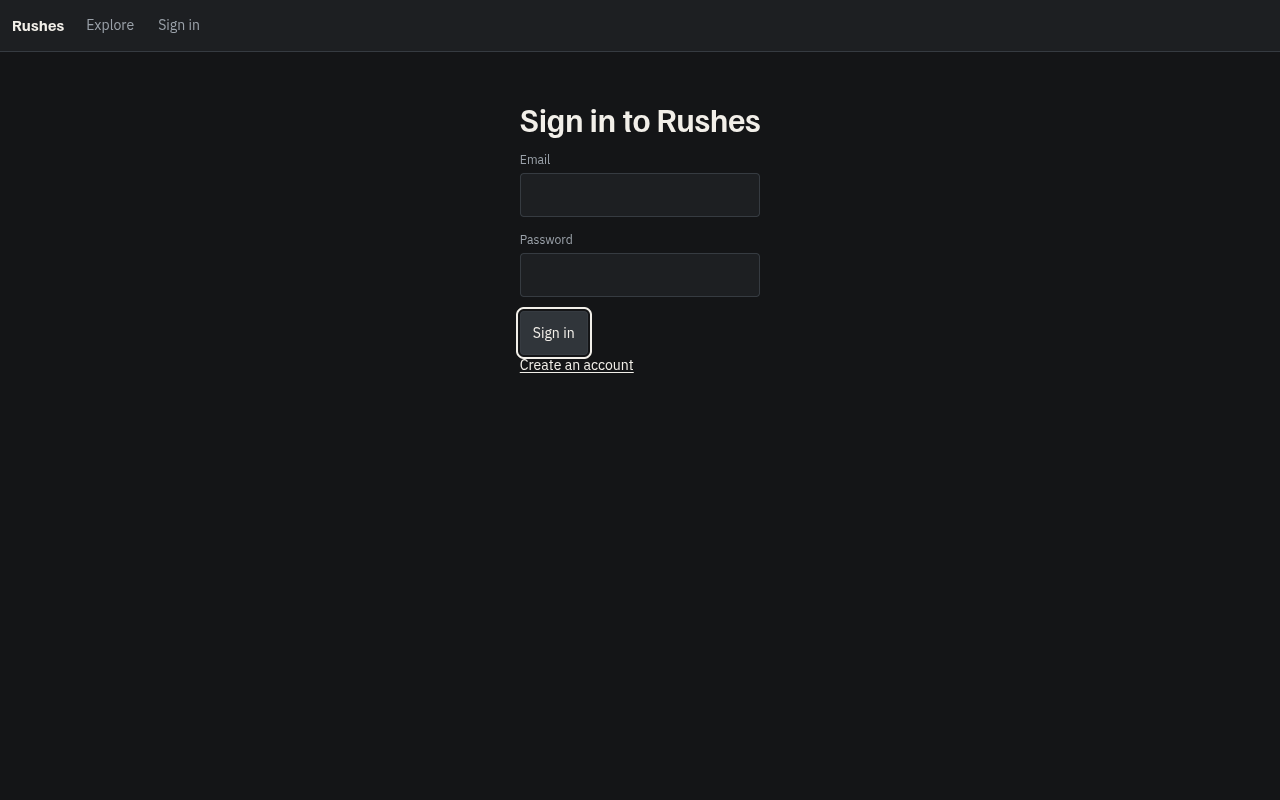 Rushes Explore Sign in
Sign in to Rushes
Email
Password
Sign in
Create an account